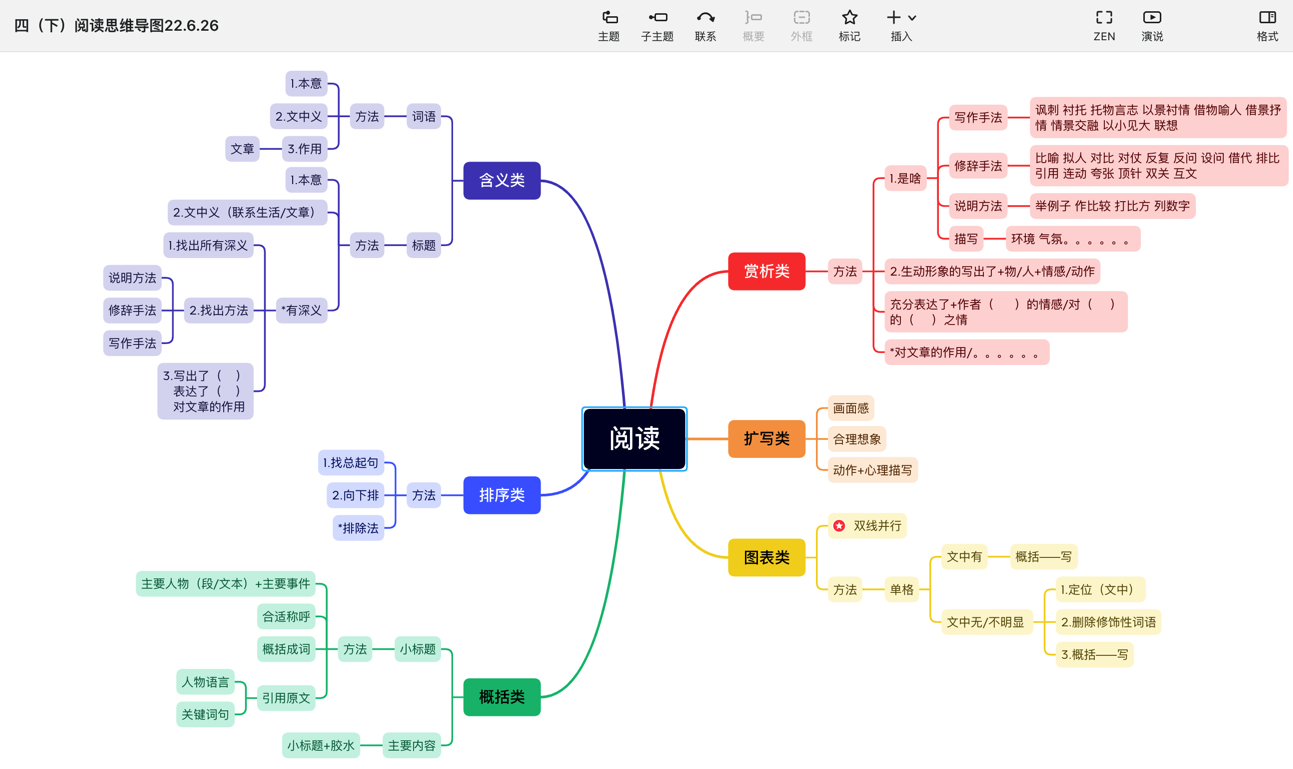 四（下）阅读思维导图22.6.26
主题
子主题
联系
概要
外框
标记
插入
ZEN
演说
格式
阅读
含义类
词语
方法
1.本意
2.文中义
3.作用
文章
标题
方法
1.本意
2.文中义（联系生活/文章）
*有深义
1.找出所有深义
2.找出方法
说明方法
修辞手法
写作手法
3.写出了（　）
表达了（　）
对文章的作用
排序类
方法
1.找总起句
2.向下排
*排除法
概括类
小标题
方法
主要人物（段/文本）+主要事件
合适称呼
概括成词
引用原文
人物语言
关键词句
主要内容
小标题+胶水
赏析类
方法
1.是啥
写作手法
讽刺 衬托 托物言志 以景衬情 借物喻人 借景抒
情 情景交融 以小见大 联想
修辞手法
比喻 拟人 对比 对仗 反复 反问 设问 借代 排比
引用 连动 夸张 顶针 双关 互文
说明方法
举例子 作比较 打比方 列数字
描写
环境 气氛。。。。。。
2.生动形象的写出了+物/人+情感/动作
充分表达了+作者（　）的情感/对（　）
的（　）之情
*对文章的作用/。。。。。。
扩写类
画面感
合理想象
动作+心理描写
图表类
双线并行
方法
单格
文中有
概括——写
文中无/不明显
1.定位（文中）
2.删除修饰性词语
3.概括——写